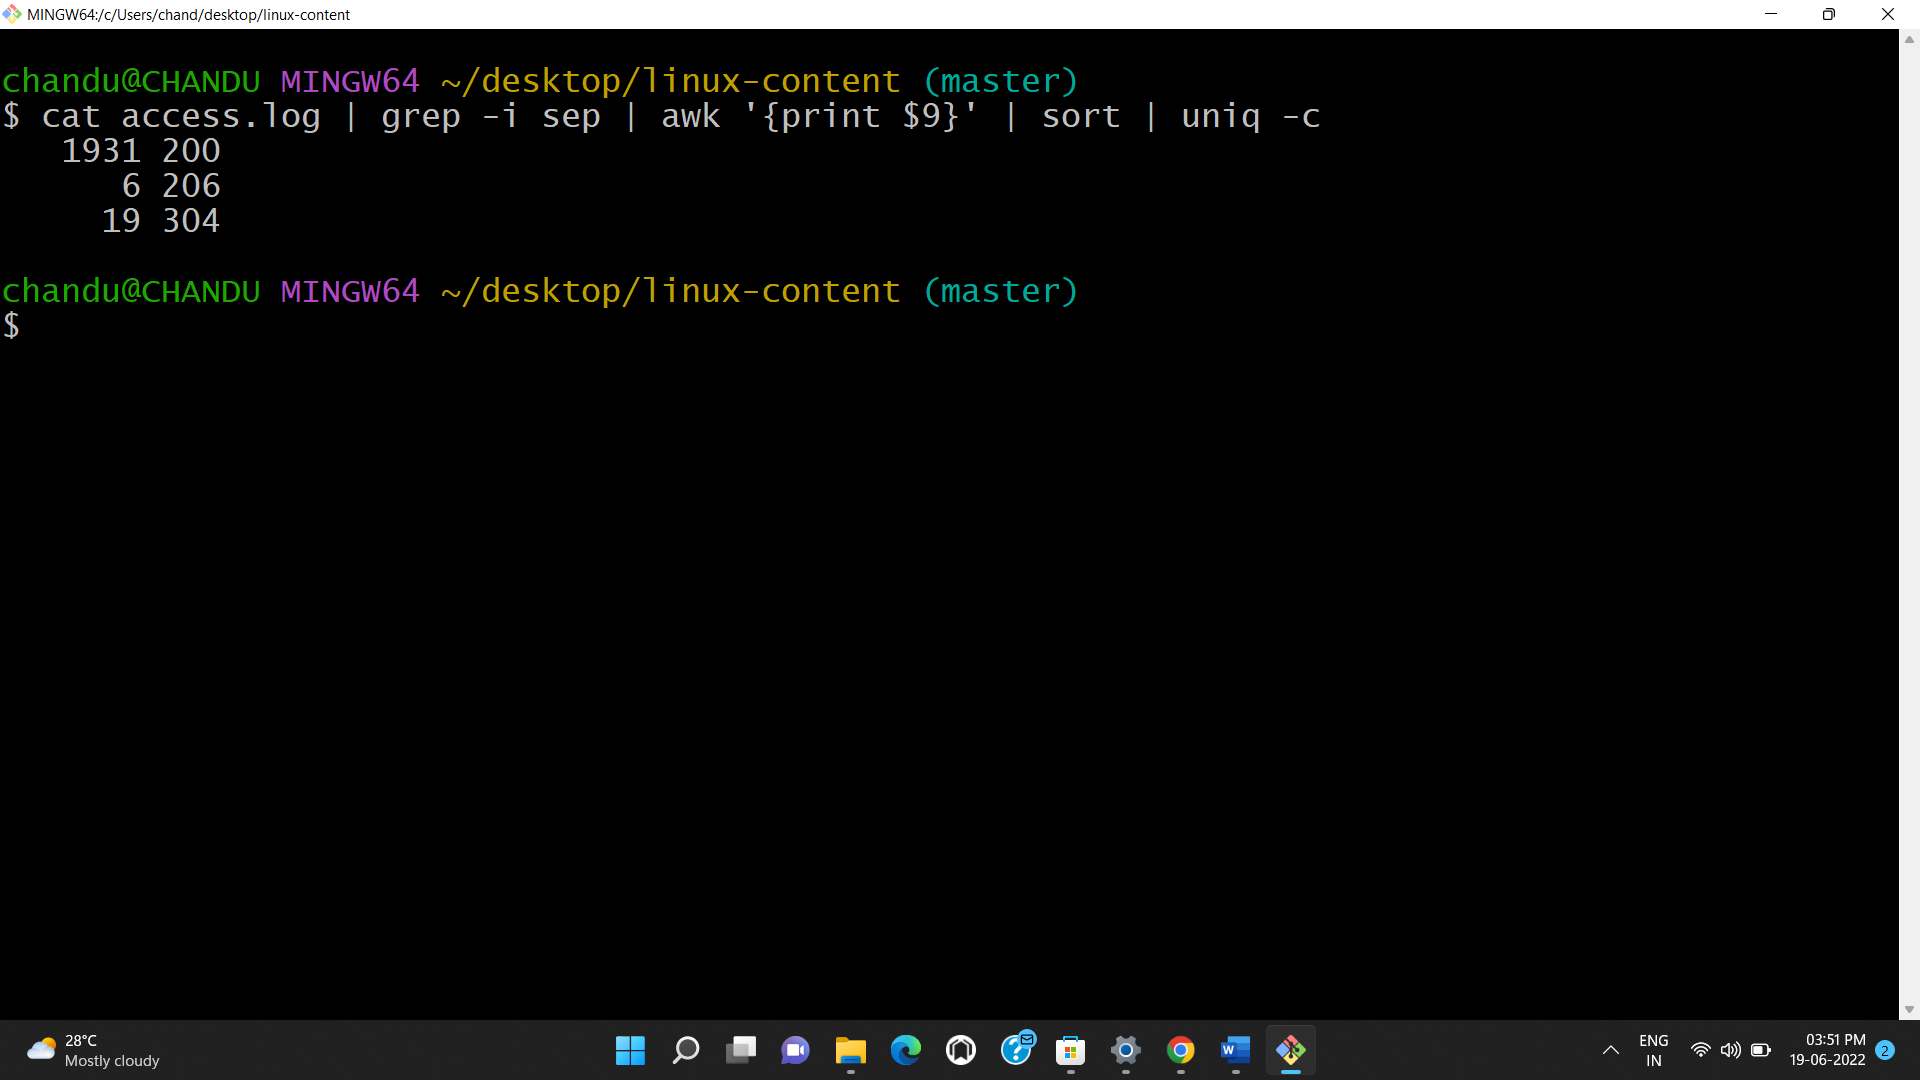 MINGW64:/c/Users/chand/desktop/linux-content
chandu@CHANDU MINGW64 ~/desktop/linux-content (master)
$ cat access.log | grep -i sep | awk '{print $9}' | sort | uniq -c
   1931 200
      6 206
     19 304
chandu@CHANDU MINGW64 ~/desktop/linux-content (master)
$
28°C
Mostly cloudy
W
ENG
IN
03:51 PM
19-06-2022
2